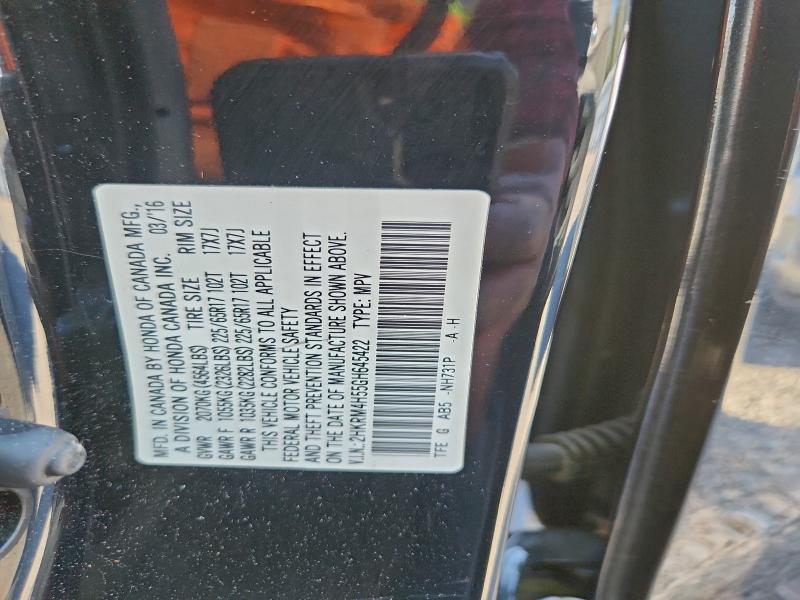 MFD. IN CANADA BY HONDA OF CANADA MFG.,
A DIVISION OF HONDA CANADA INC. 03/16
GVWR 2070KG(4564LBS) TIRE SIZE RIM SIZE
GAWR F 1055KG(2326LBS) 225/65R17 102T 17X7J
GAWR R 1035KG(2282LBS) 225/65R17 102T 17X7J
THIS VEHICLE CONFORMS TO ALL APPLICABLE
FEDERAL MOTOR VEHICLE SAFETY
AND THEFT PREVENTION STANDARDS IN EFFECT
ON THE DATE OF MANUFACTURE SHOWN ABOVE.
V.I.N.:2HKRM4H55GH645422 TYPE: MPV
TFE G AB5 -NH731P -A-H